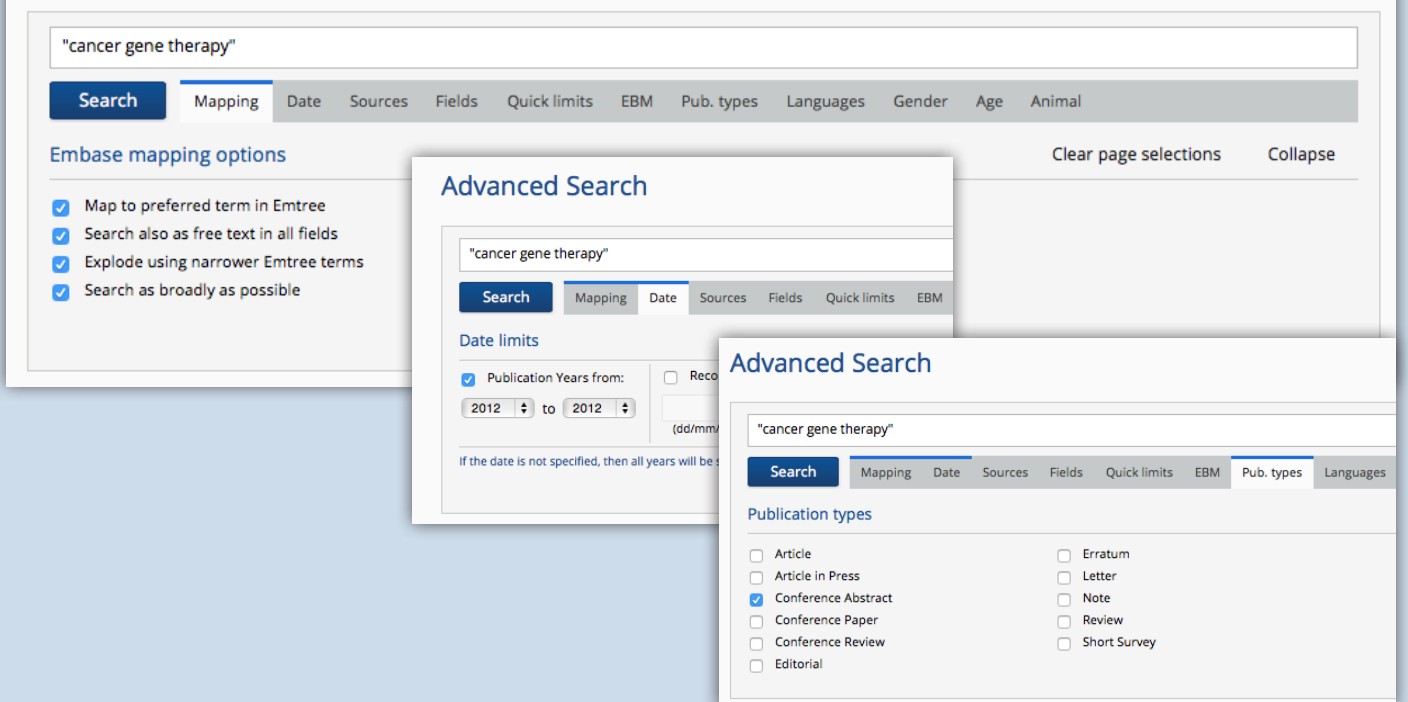 "cancer gene therapy"
Search Mapping Date Sources Fields Quick limits EBM Pub. types Languages Gender Age Animal
Embase mapping options Clear page selections Collapse
Map to preferred term in Emtree
Search also as free text in all fields
Explode using narrower Emtree terms
Search as broadly as possible
Advanced Search
"cancer gene therapy"
Search Mapping Date Sources Fields Quick limits EBM
Date limits
Publication Years from:
2012 to 2012
(dd/mm/
If the date is not specified, then all years will be
Advanced Search
"cancer gene therapy"
Search Mapping Date Sources Fields Quick limits EBM Pub. types Languages
Publication types
Article
Article in Press
Conference Abstract
Conference Paper
Conference Review
Editorial
Erratum
Letter
Note
Review
Short Survey